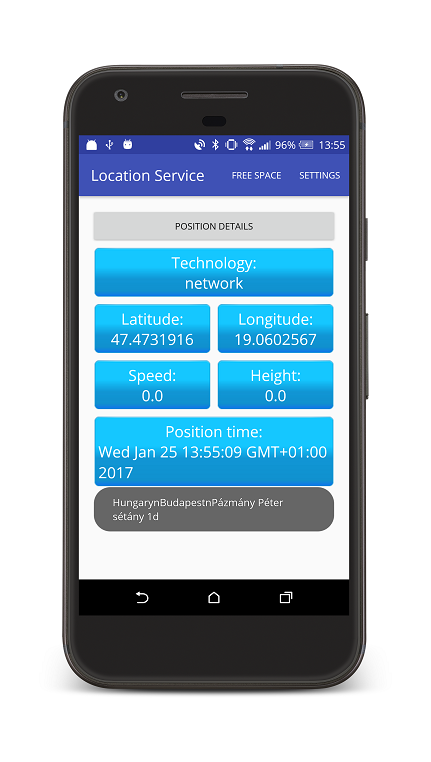 96% 13:55
Location Service FREE SPACE SETTINGS
POSITION DETAILS
Technology:
network
Latitude: Longitude:
47.4731916 19.0602567
Speed: Height:
0.0 0.0
Position time:
Wed Jan 25 13:55:09 GMT+01:00
2017
HungarynBudapestnPázmány Péter
sétány 1d